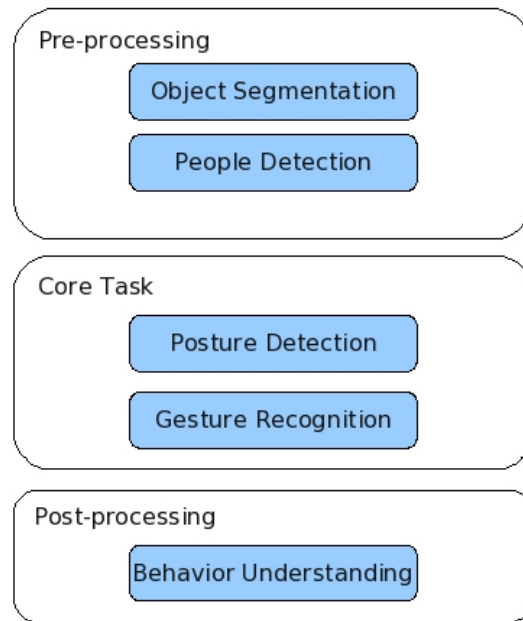 Pre-processing
Object Segmentation
People Detection
Core Task
Posture Detection
Gesture Recognition
Post-processing
Behavior Understanding